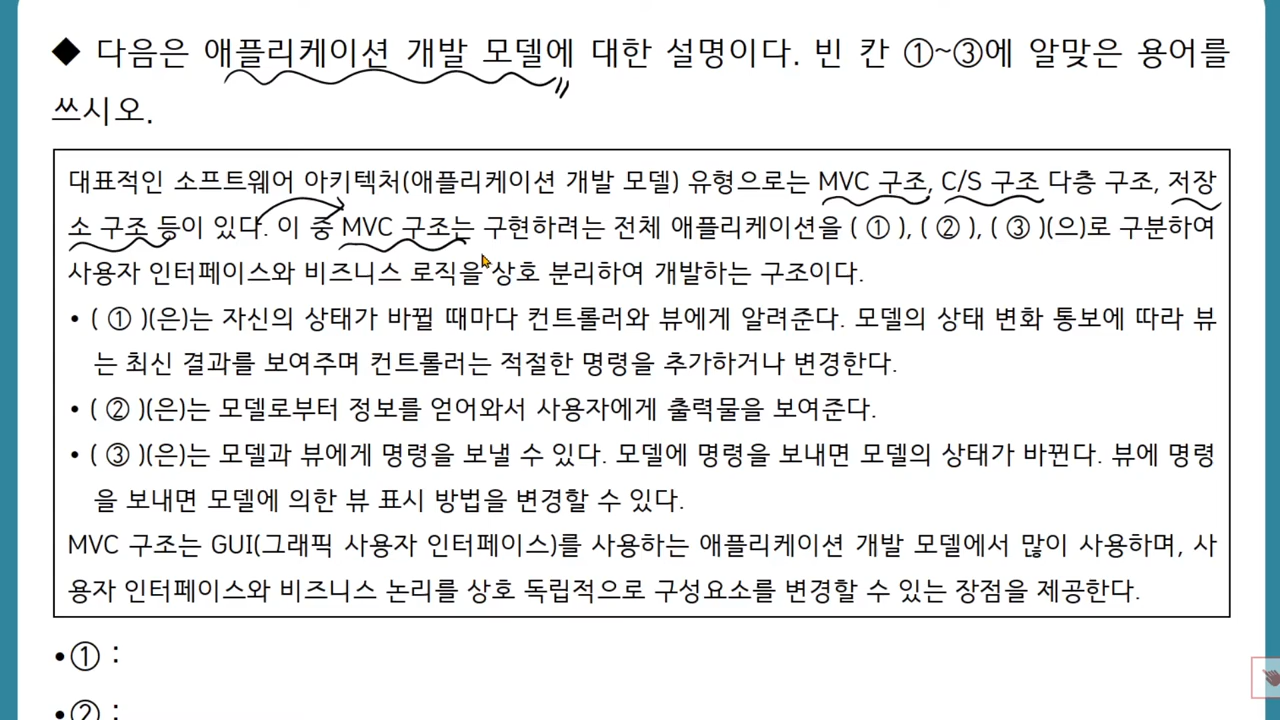 ◆ 다음은 애플리케이션 개발 모델에 대한 설명이다. 빈 칸 ①~③에 알맞은 용어를
쓰시오.
대표적인 소프트웨어 아키텍처(애플리케이션 개발 모델) 유형으로는 MVC 구조, C/S 구조 다층 구조, 저장
소 구조 등이 있다. 이 중 MVC 구조는 구현하려는 전체 애플리케이션을 ( ① ), ( ② ), ( ③ )(으)로 구분하여
사용자 인터페이스와 비즈니스 로직을 상호 분리하여 개발하는 구조이다.
• ( ① )(은)는 자신의 상태가 바뀔 때마다 컨트롤러와 뷰에게 알려준다. 모델의 상태 변화 통보에 따라 뷰
는 최신 결과를 보여주며 컨트롤러는 적절한 명령을 추가하거나 변경한다.
• ( ② )(은)는 모델로부터 정보를 얻어와서 사용자에게 출력물을 보여준다.
• ( ③ )(은)는 모델과 뷰에게 명령을 보낼 수 있다. 모델에 명령을 보내면 모델의 상태가 바뀐다. 뷰에 명령
을 보내면 모델에 의한 뷰 표시 방법을 변경할 수 있다.
MVC 구조는 GUI(그래픽 사용자 인터페이스)를 사용하는 애플리케이션 개발 모델에서 많이 사용하며, 사
용자 인터페이스와 비즈니스 논리를 상호 독립적으로 구성요소를 변경할 수 있는 장점을 제공한다.
•① :
•② :